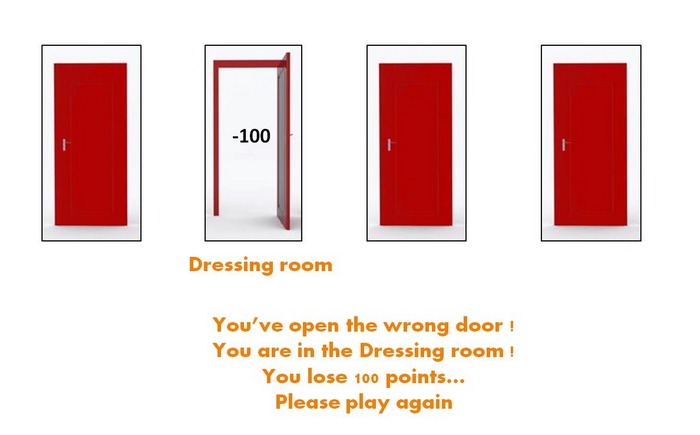 -100
Dressing room
You've open the wrong door !
You are in the Dressing room !
You lose 100 points...
Please play again